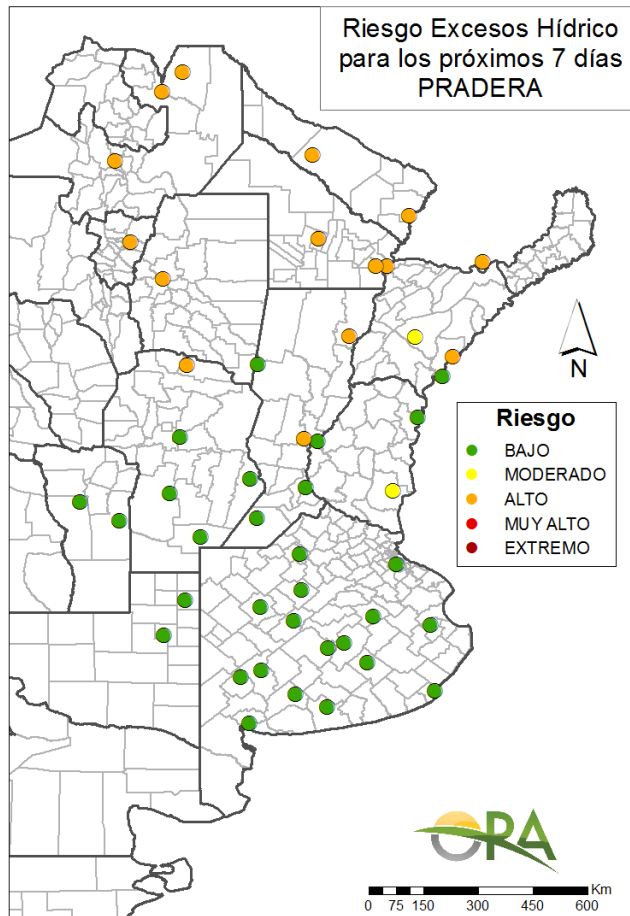 Riesgo Excesos Hídrico
para los próximos 7 días
PRADERA
N
Riesgo
BAJO
MODERADO
ALTO
MUY ALTO
EXTREMO
ORA
Km
0 75 150 300 450 600